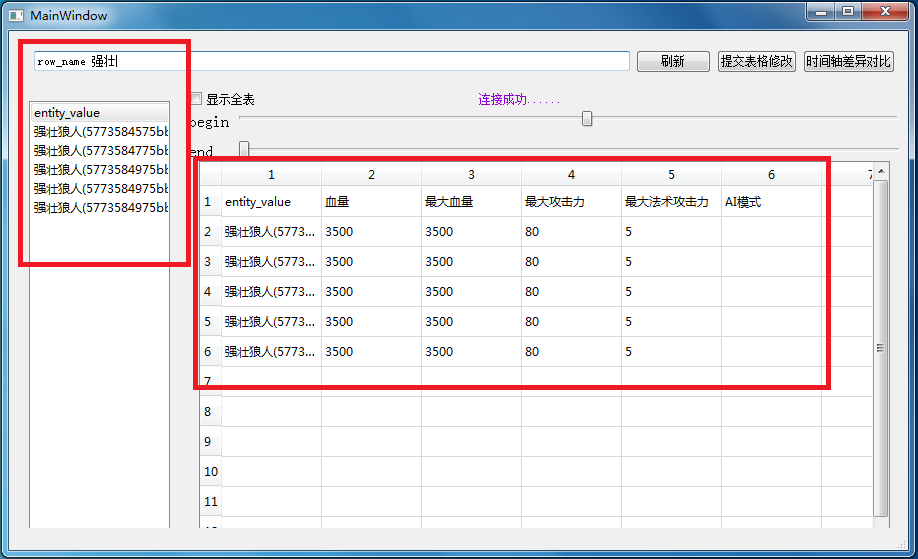 MainWindow
row_name 强壮
刷新
提交表格修改
时间轴差异对比
显示全表
连接成功......
begin
end
entity_value
强壮狼人(5773584575bb
强壮狼人(5773584775bb
强壮狼人(5773584975bb
强壮狼人(5773584975bb
强壮狼人(5773584975bb
1 2 3 4 5 6 7
1 entity_value 血量 最大血量 最大攻击力 最大法术攻击力 AI模式
2 强壮狼人(5773... 3500 3500 80 5
3 强壮狼人(5773... 3500 3500 80 5
4 强壮狼人(5773... 3500 3500 80 5
5 强壮狼人(5773... 3500 3500 80 5
6 强壮狼人(5773... 3500 3500 80 5
7
8
9
10
11